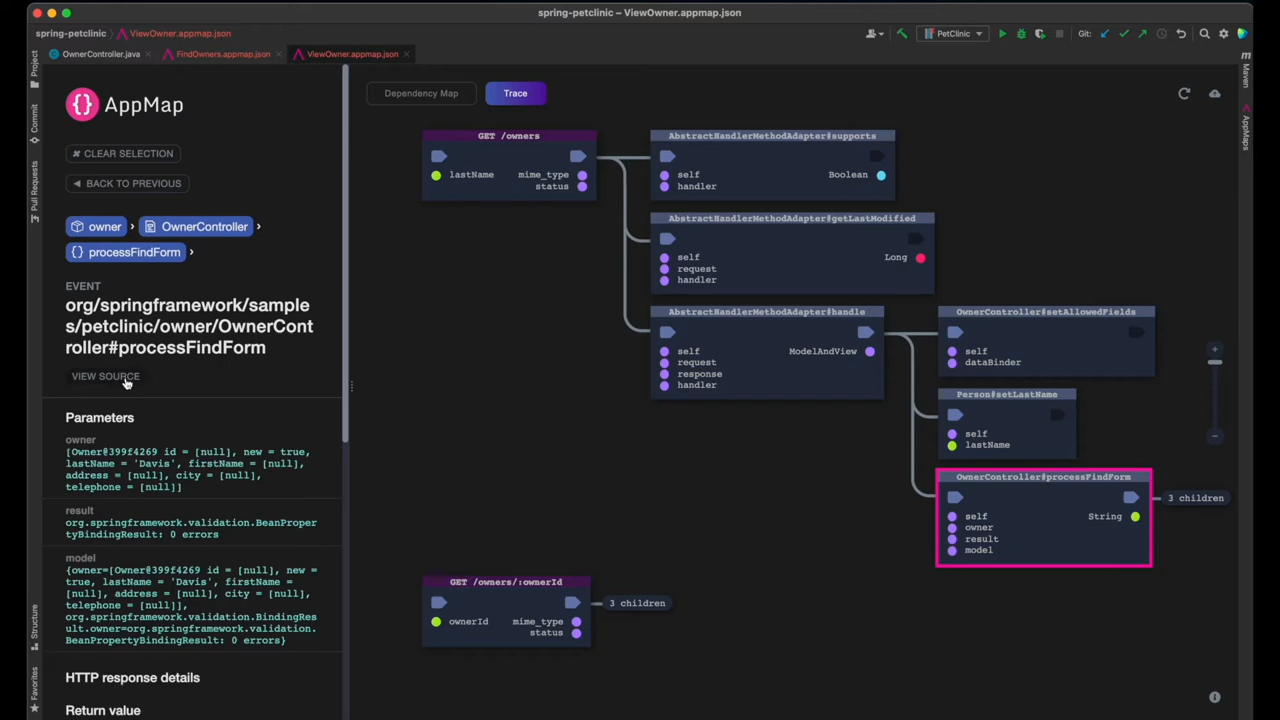 spring-petclinic – ViewOwner.appmap.json
spring-petclinic
ViewOwner.appmap.json
PetClinic
Git:
OwnerController.java
FindOwners.appmap.json
ViewOwner.appmap.json
Project
Commit
Pull Requests
Structure
Favorites
Maven
AppMaps
AppMap
CLEAR SELECTION
BACK TO PREVIOUS
owner
OwnerController
processFindForm
EVENT
org/springframework/sample
s/petclinic/owner/OwnerCont
roller#processFindForm
VIEW SOURCE
Parameters
owner
[Owner@399f4269 id = [null], new = true,
lastName = 'Davis', firstName = [null],
address = [null], city = [null],
telephone = [null]]
result
org.springframework.validation.BeanProper
tyBindingResult: 0 errors
model
{owner=[Owner@399f4269 id = [null], new =
true, lastName = 'Davis', firstName =
[null], address = [null], city = [null],
telephone = [null]],
org.springframework.validation.BindingRes
ult.owner=org.springframework.validation.
BeanPropertyBindingResult: 0 errors}
HTTP response details
Return value
Dependency Map
Trace
GET /owners
lastName
mime_type
status
AbstractHandlerMethodAdapter#supports
self
handler
Boolean
AbstractHandlerMethodAdapter#getLastModified
self
request
handler
Long
AbstractHandlerMethodAdapter#handle
self
request
response
handler
ModelAndView
OwnerController#setAllowedFields
self
dataBinder
Person#setLastName
self
lastName
OwnerController#processFindForm
self
owner
result
model
String
3 children
GET /owners/:ownerId
ownerId
mime_type
status
3 children